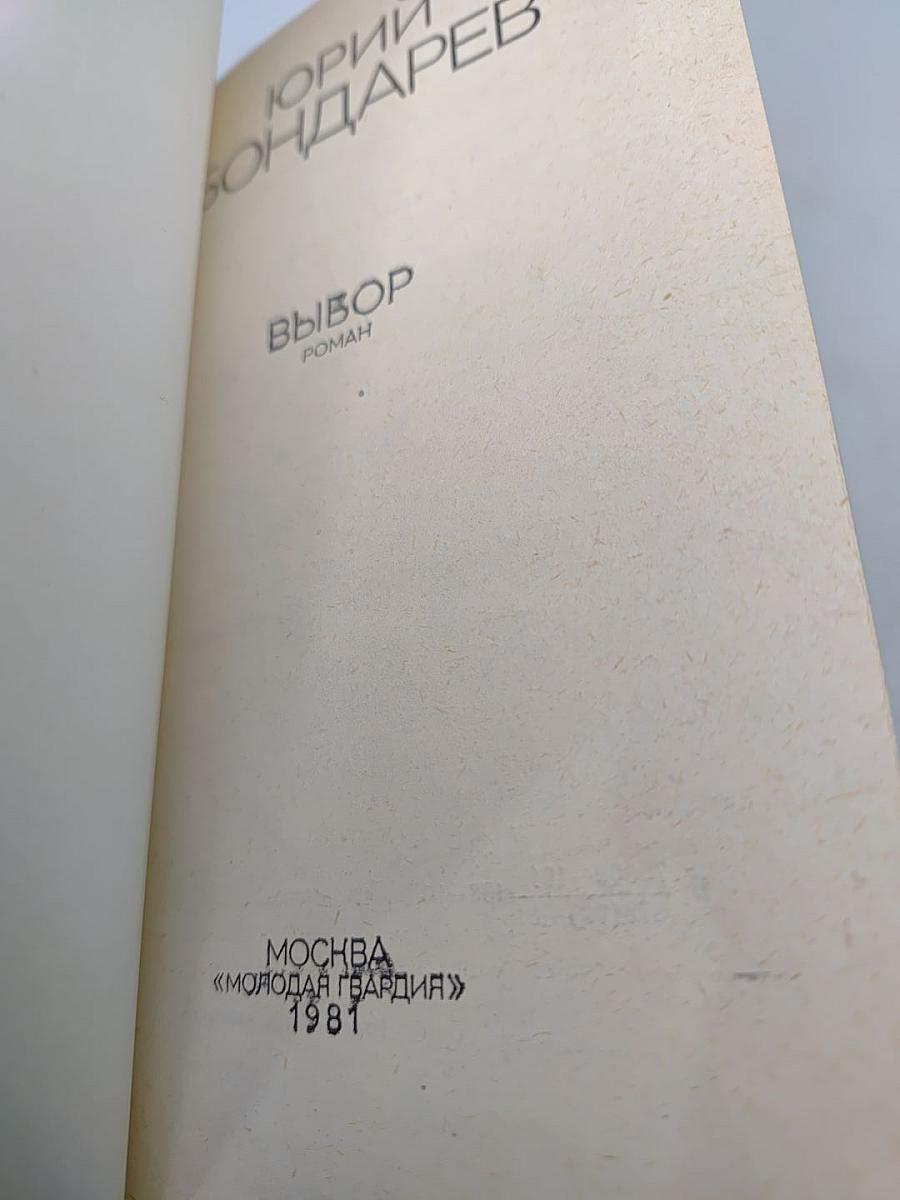 ЮРИЙ
БОНДАРЕВ
ВЫБОР
РОМАН
МОСКВА
«МОЛОДАЯ ГВАРДИЯ»
1981